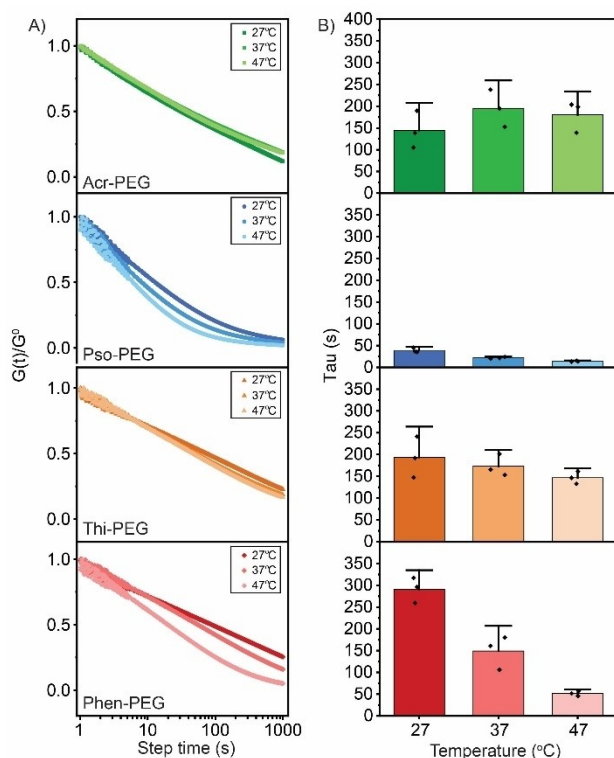 A)
1.0
0.5
0.0
27°C
37°C
47°C
Acr-PEG
1.0
0.5
0.0
27°C
37°C
47°C
Pso-PEG
1.0
0.5
0.0
27°C
37°C
47°C
Thi-PEG
1.0
0.5
0.0
27°C
37°C
47°C
Phen-PEG
G(t)/G⁰
1 10 100 1000
Step time (s)
B)
400
350
300
250
200
150
100
50
0
350
300
250
200
150
100
50
0
350
300
250
200
150
100
50
0
350
300
250
200
150
100
50
0
Tau (s)
27 37 47
Temperature (°C)